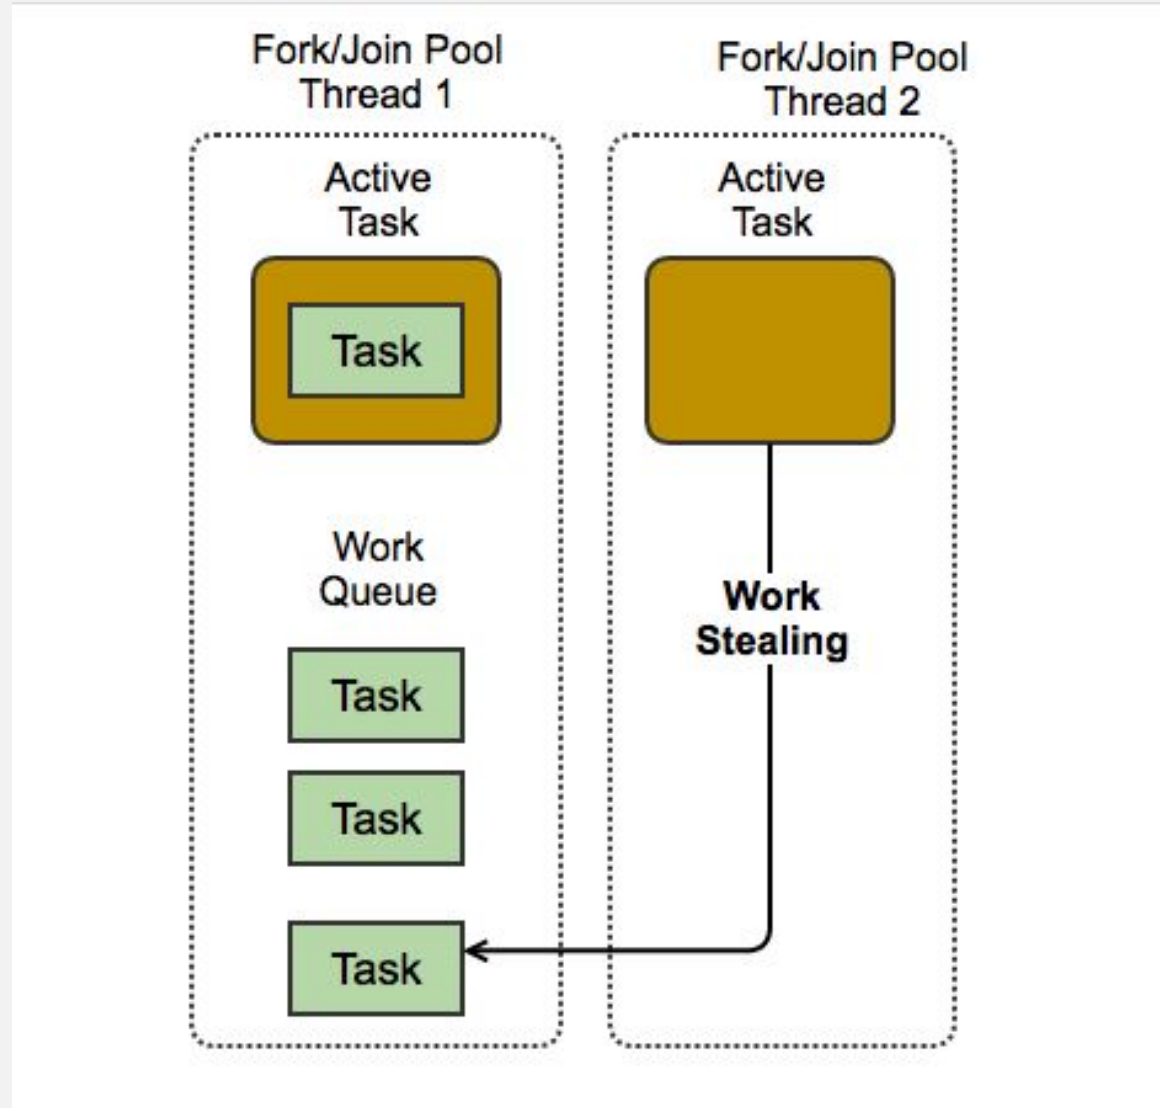 Fork/Join Pool
Thread 1
Active
Task
Task
Work
Queue
Task
Task
Task
Fork/Join Pool
Thread 2
Active
Task
Work
Stealing